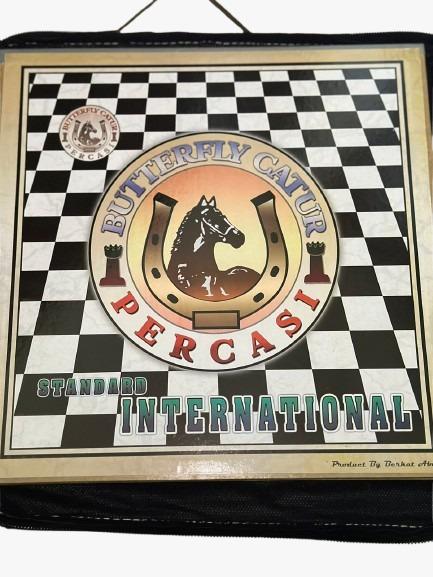 BUTTERFLY CATUR
PERCASI
BUTTERFLY CATUR
PERCASI
STANDARD
INTERNATIONAL
Product By Berkat